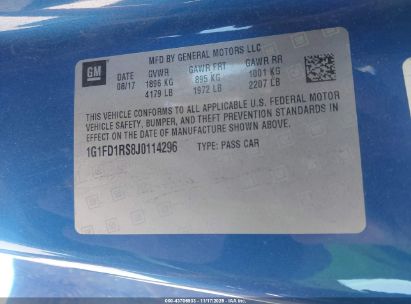 GM
MFD BY GENERAL MOTORS LLC
DATE GVWR GAWR FRT GAWR RR
08/17 1896 KG 895 KG 1001 KG
4179 LB 1972 LB 2207 LB
THIS VEHICLE CONFORMS TO ALL APPLICABLE U.S. FEDERAL MOTOR
VEHICLE SAFETY, BUMPER, AND THEFT PREVENTION STANDARDS IN
EFFECT ON THE DATE OF MANUFACTURE SHOWN ABOVE.
1G1FD1RS8J0114296 TYPE: PASS CAR